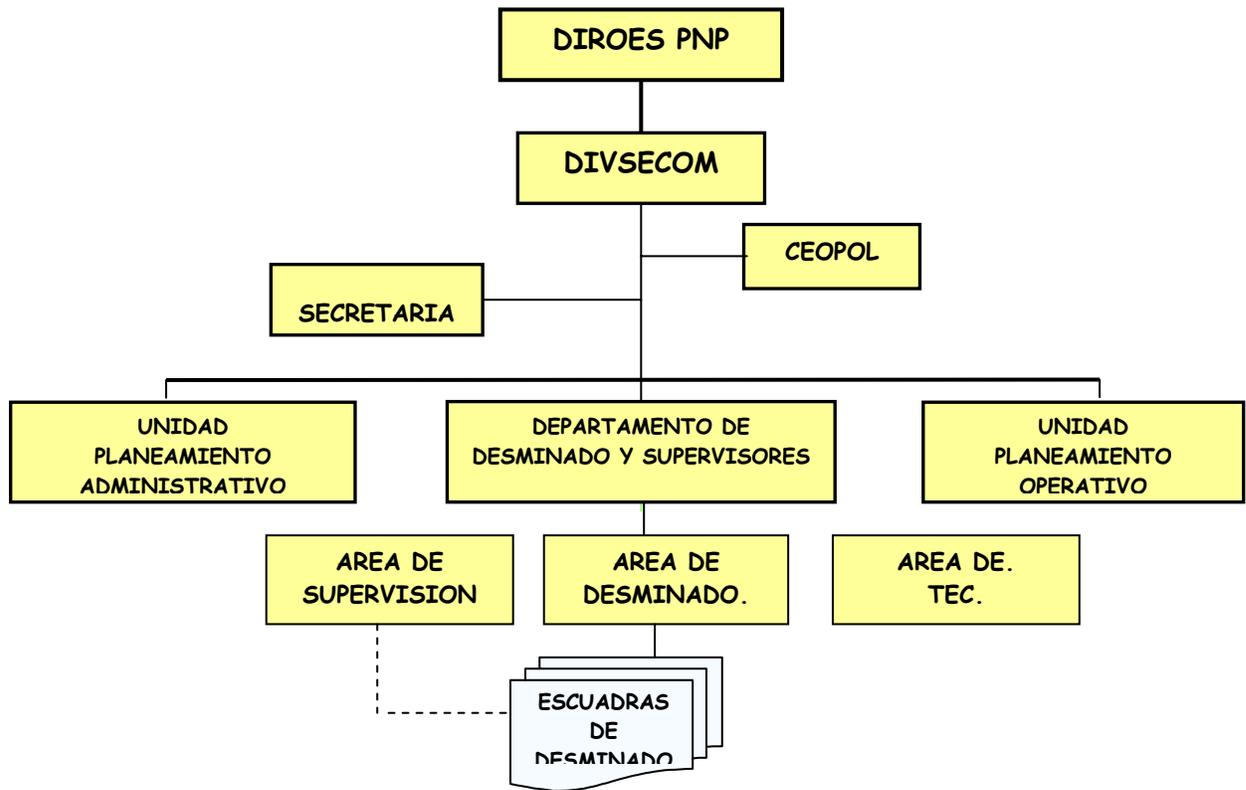 DIROES PNP
DIVSECOM
CEOPOL
SECRETARIA
UNIDAD
PLANEAMIENTO
ADMINISTRATIVO
DEPARTAMENTO DE
DESMINADO Y SUPERVISORES
UNIDAD
PLANEAMIENTO
OPERATIVO
AREA DE
SUPERVISION
AREA DE
DESMINADO.
AREA DE.
TEC.
ESCUADRAS
DE
DESMINADO